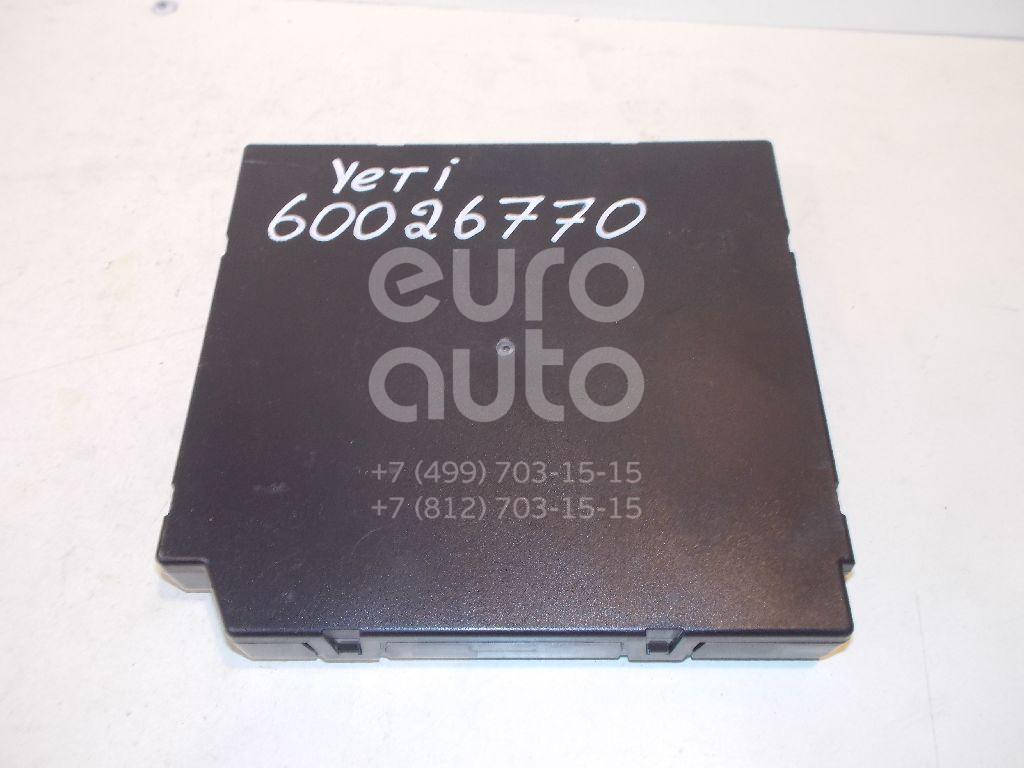 Yeti
60026770
euro
auto
+7 (499) 703-15-15
+7 (812) 703-15-15